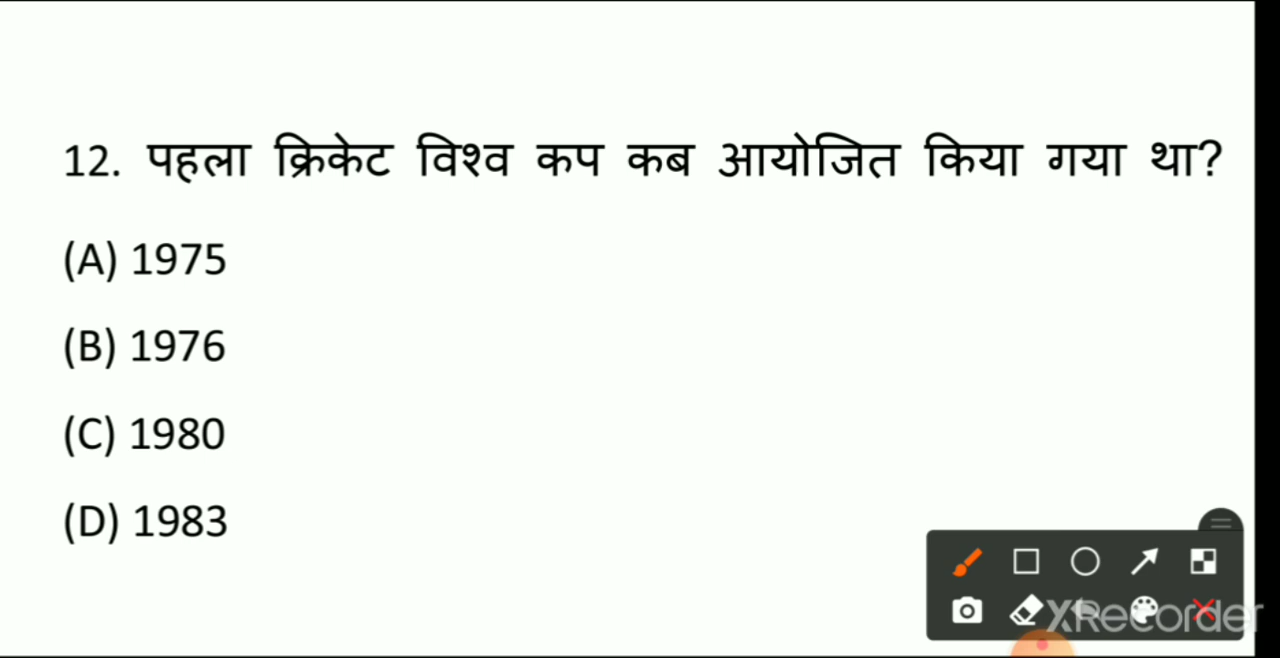 12. पहला क्रिकेट विश्व कप कब आयोजित किया गया था?
(A) 1975
(B) 1976
(C) 1980
(D) 1983
XRecorder